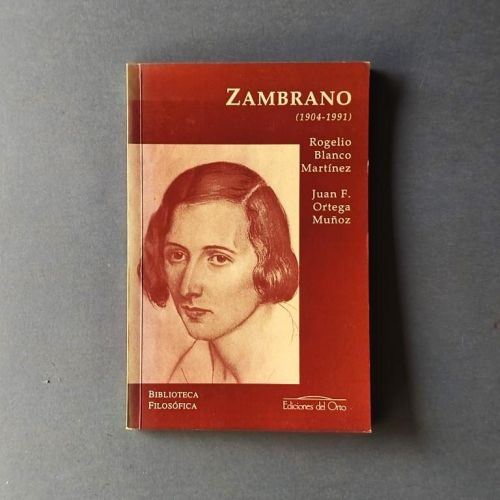 ZAMBRANO
(1904-1991)
Rogelio
Blanco
Martínez
Juan F.
Ortega
Muñoz
BIBLIOTECA
FILOSÓFICA
Ediciones del Orto